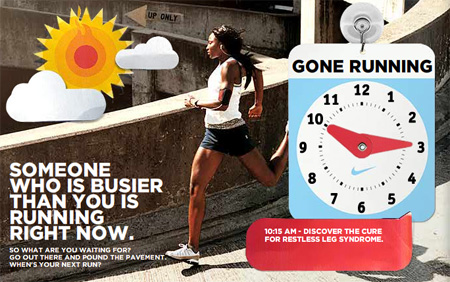 UP ONLY
GONE RUNNING
12
11
1
10
2
9
3
8
4
7
5
6
SOMEONE
WHO IS BUSIER
THAN YOU IS
RUNNING
RIGHT NOW.
SO WHAT ARE YOU WAITING FOR?
GO OUT THERE AND POUND THE PAVEMENT.
WHEN'S YOUR NEXT RUN?
10:15 AM - DISCOVER THE CURE
FOR RESTLESS LEG SYNDROME.